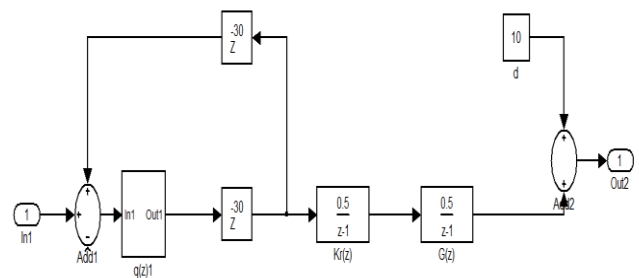 -30
Z
10
d
+
+
+
-
1
In1
Add1
In1 Out1
q(z)1
-30
Z
0.5
z-1
Kr(z)
0.5
z-1
G(z)
+
+
Add2
1
Out2